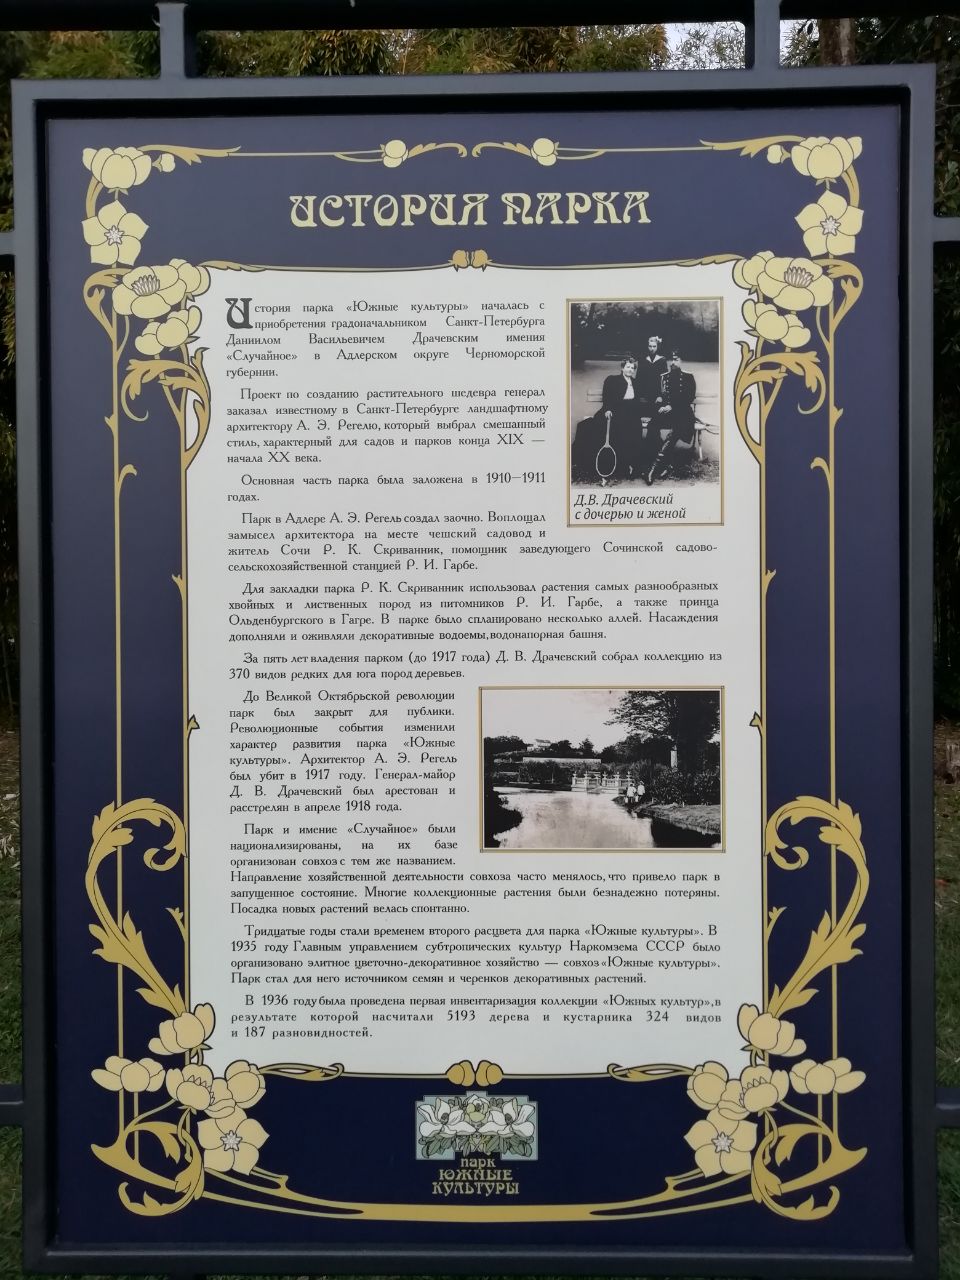 ИСТОРИЯ ПАРКА
История парка «Южные культуры» началась с
приобретения градоначальником Санкт-Петербурга
Даниилом Васильевичем Драчевским имения
«Случайное» в Адлерском округе Черноморской
губернии.
Проект по созданию растительного шедевра генерал
заказал известному в Санкт-Петербурге ландшафтному
архитектору А. Э. Регелю, который выбрал смешанный
стиль, характерный для садов и парков конца XIX —
начала XX века.
Основная часть парка была заложена в 1910—1911
годах.
Д.В. Драчевский
с дочерью и женой
Парк в Адлере А. Э. Регель создал заочно. Воплощал
замысел архитектора на месте чешский садовод и
житель Сочи Р. К. Скриванник, помощник заведующего Сочинской садово-
сельскохозяйственной станцией Р. И. Гарбе.
Для закладки парка Р. К. Скриванник использовал растения самых разнообразных
хвойных и лиственных пород из питомников Р. И. Гарбе, а также принца
Ольденбургского в Гагре. В парке было спланировано несколько аллей. Насаждения
дополняли и оживляли декоративные водоемы, водонапорная башня.
За пять лет владения парком (до 1917 года) Д. В. Драчевский собрал коллекцию из
370 видов редких для юга пород деревьев.
До Великой Октябрьской революции
парк был закрыт для публики.
Революционные события изменили
характер развития парка «Южные
культуры». Архитектор А. Э. Регель
был убит в 1917 году. Генерал-майор
Д. В. Драчевский был арестован и
расстрелян в апреле 1918 года.
Парк и имение «Случайное» были
национализированы, на их базе
организован совхоз с тем же названием.
Направление хозяйственной деятельности совхоза часто менялось, что привело парк в
запущенное состояние. Многие коллекционные растения были безнадежно потеряны.
Посадка новых растений велась спонтанно.
Тридцатые годы стали временем второго расцвета для парка «Южные культуры». В
1935 году Главным управлением субтропических культур Наркомзема СССР было
организовано элитное цветочно-декоративное хозяйство — совхоз «Южные культуры».
Парк стал для него источником семян и черенков декоративных растений.
В 1936 году была проведена первая инвентаризация коллекции «Южных культур», в
результате которой насчитали 5193 дерева и кустарника 324 видов
и 187 разновидностей.
парк
ЮЖНЫЕ
КУЛЬТУРЫ